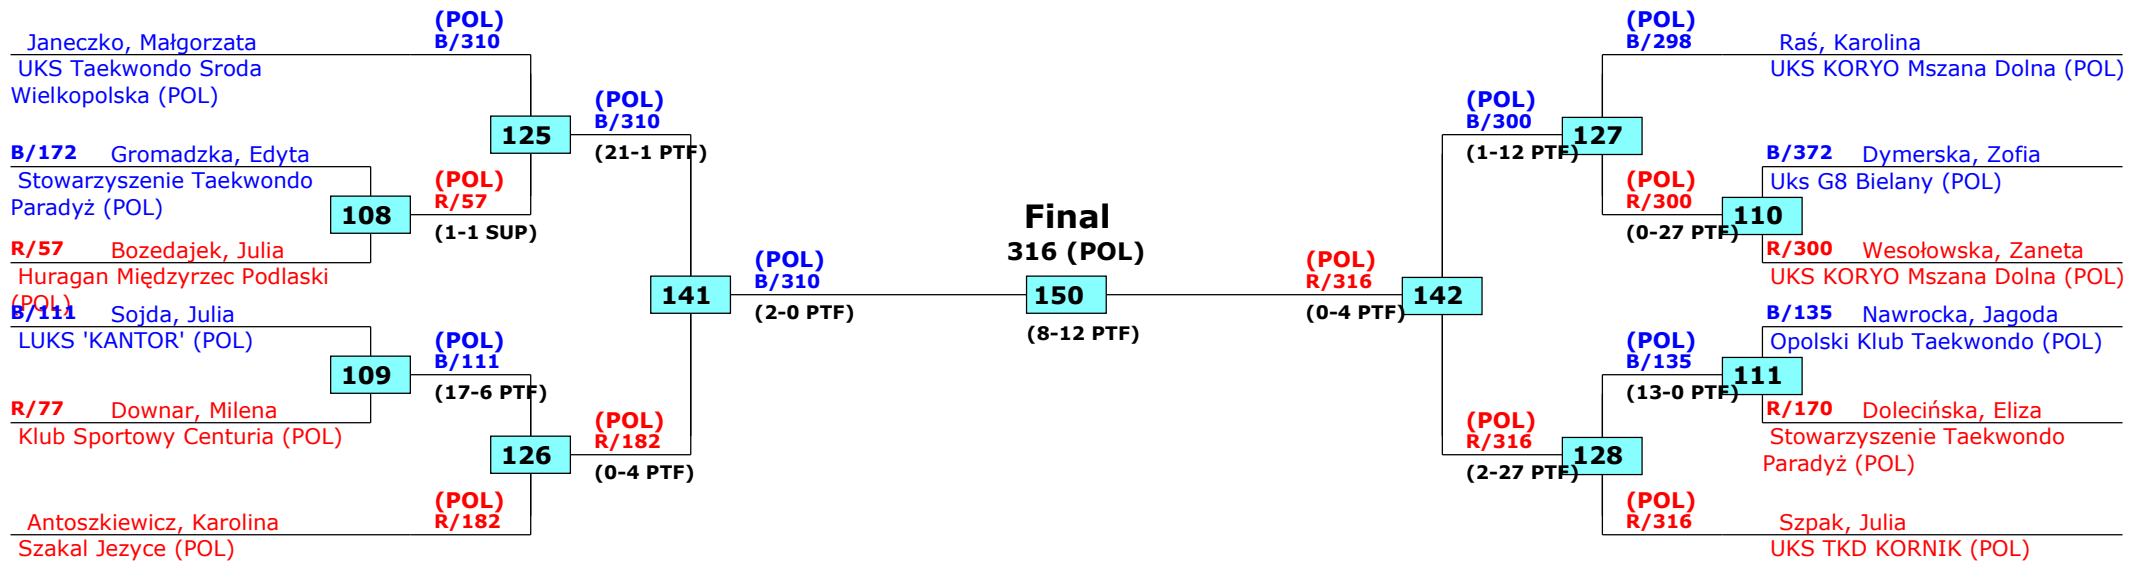 (POL)
B/310
Janeczko, Małgorzata
UKS Taekwondo Sroda
Wielkopolska (POL)
B/172 Gromadzka, Edyta
Stowarzyszenie Taekwondo
Paradyż (POL)
108
R/57 Bozedajek, Julia
Huragan Międzyrzec Podlaski
(POL)
(POL)
R/57
(1-1 SUP)
125
(POL)
B/310
(21-1 PTF)
B/111 Sojda, Julia
LUKS 'KANTOR' (POL)
109
R/77 Downar, Milena
Klub Sportowy Centuria (POL)
(POL)
B/111
(17-6 PTF)
126
(POL)
R/182
Antoszkiewicz, Karolina
Szakal Jezyce (POL)
(POL)
R/182
(0-4 PTF)
141
(POL)
B/310
(2-0 PTF)
Final
316 (POL)
150
(8-12 PTF)
(POL)
R/316
(0-4 PTF)
142
(POL)
B/300
(1-12 PTF)
127
(POL)
B/298
Raś, Karolina
UKS KORYO Mszana Dolna (POL)
(POL)
R/300
(0-27 PTF)
110
B/372 Dymerska, Zofia
Uks G8 Bielany (POL)
R/300 Wesołowska, Zaneta
UKS KORYO Mszana Dolna (POL)
(POL)
R/316
(2-27 PTF)
128
(POL)
B/135
(13-0 PTF)
111
B/135 Nawrocka, Jagoda
Opolski Klub Taekwondo (POL)
R/170 Dolecińska, Eliza
Stowarzyszenie Taekwondo
Paradyż (POL)
(POL)
R/316
Szpak, Julia
UKS TKD KORNIK (POL)